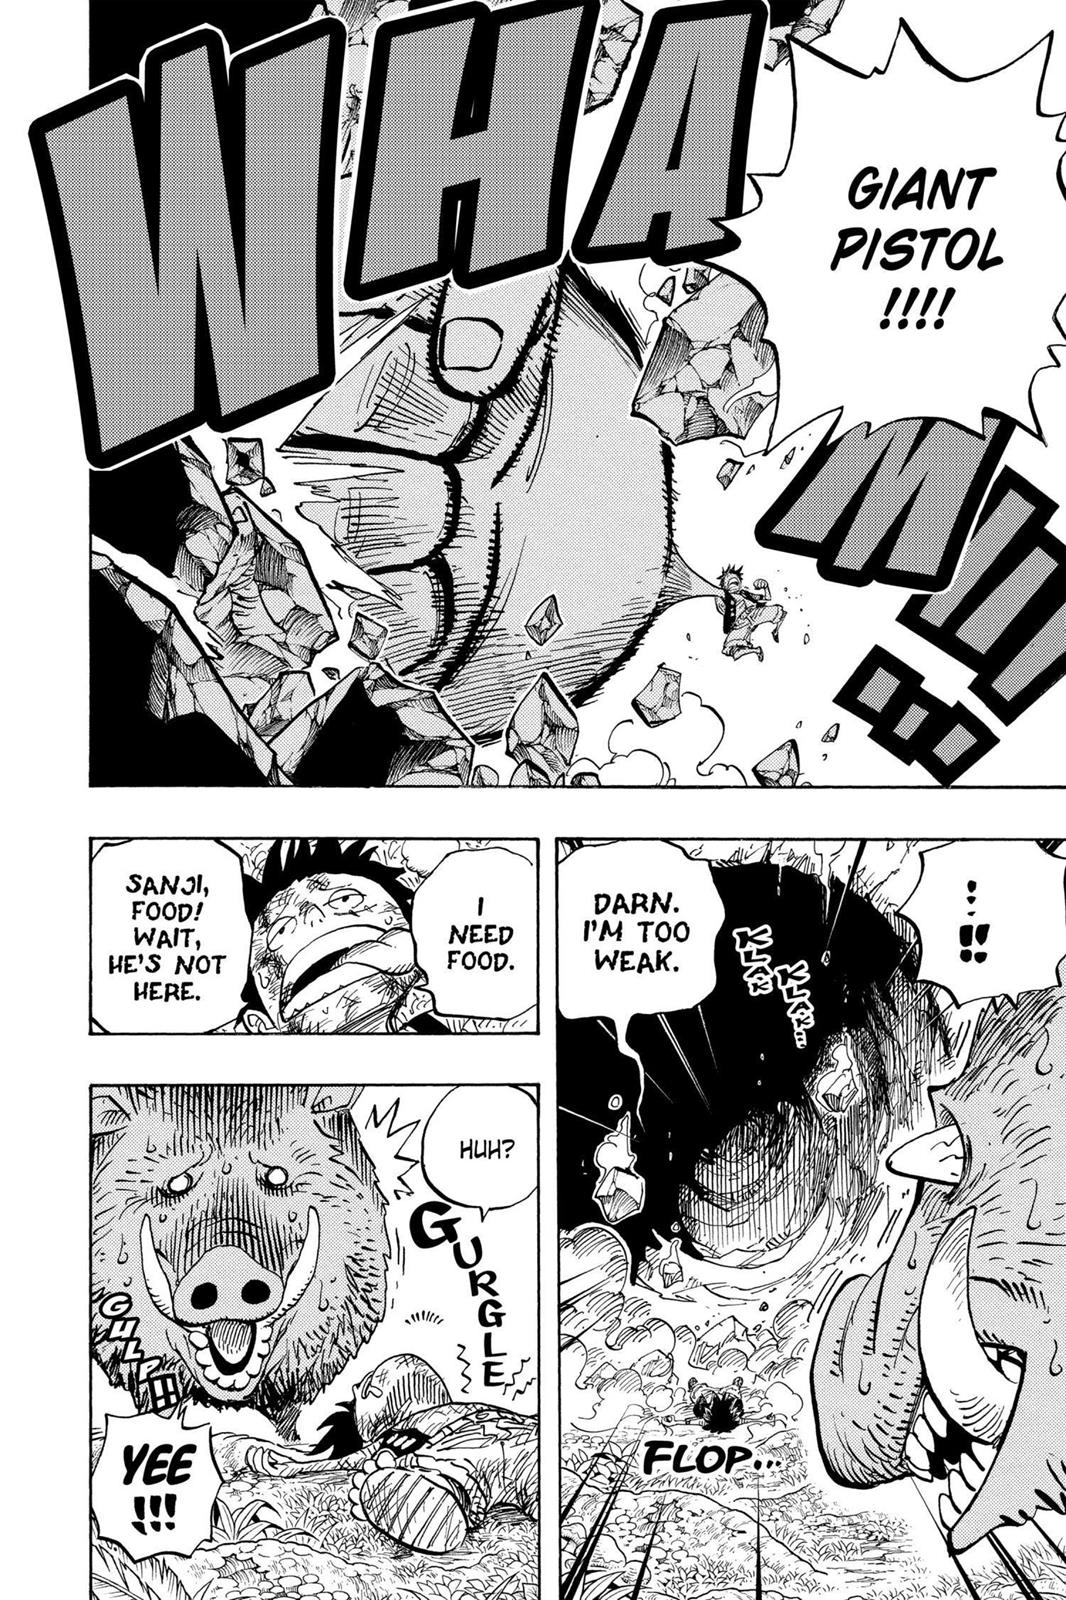 GIANT
PISTOL
!!!!
WHAM!!!!
!!
DARN.
I'M TOO
WEAK.
KLAK
KLAK
FLOP...
I
NEED
FOOD.
SANJI,
FOOD!
WAIT,
HE'S NOT
HERE.
HUH?
GURGLE
GULP!!
YEE
!!!